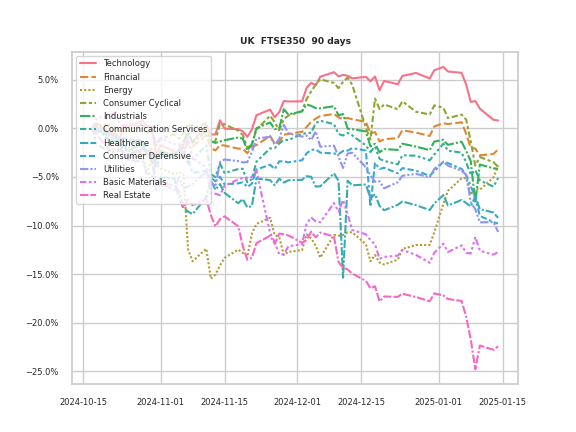 UK  FTSE350  90 days
5.0%
0.0%
−5.0%
−10.0%
−15.0%
−20.0%
−25.0%
Technology
Financial
Energy
Consumer Cyclical
Industrials
Communication Services
Healthcare
Consumer Defensive
Utilities
Basic Materials
Real Estate
2024-10-15
2024-11-01
2024-11-15
2024-12-01
2024-12-15
2025-01-01
2025-01-15